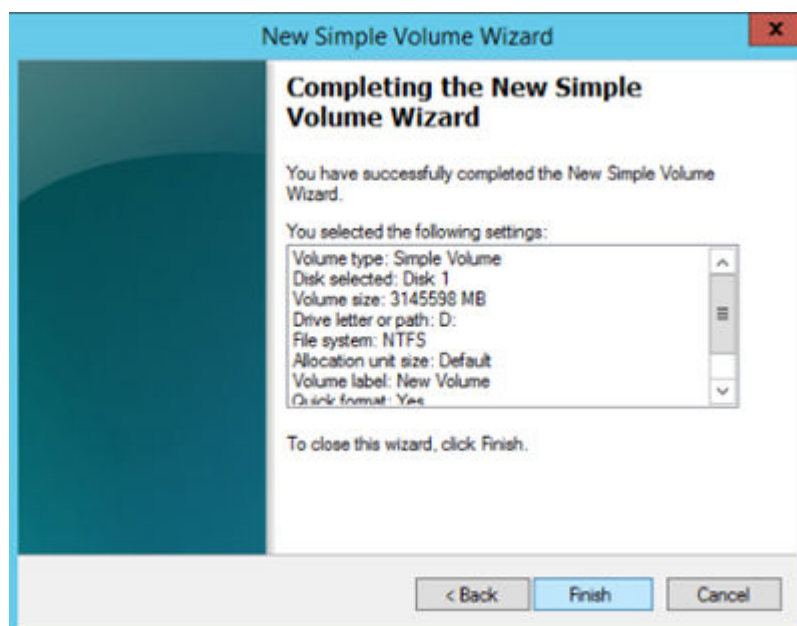 New Simple Volume Wizard
x
Completing the New Simple
Volume Wizard
You have successfully completed the New Simple Volume
Wizard.
You selected the following settings:
Volume type: Simple Volume
Disk selected: Disk 1
Volume size: 3145598 MB
Drive letter or path: D:
File system: NTFS
Allocation unit size: Default
Volume label: New Volume
Quick format: Yes
To close this wizard, click Finish.
< Back Finish Cancel